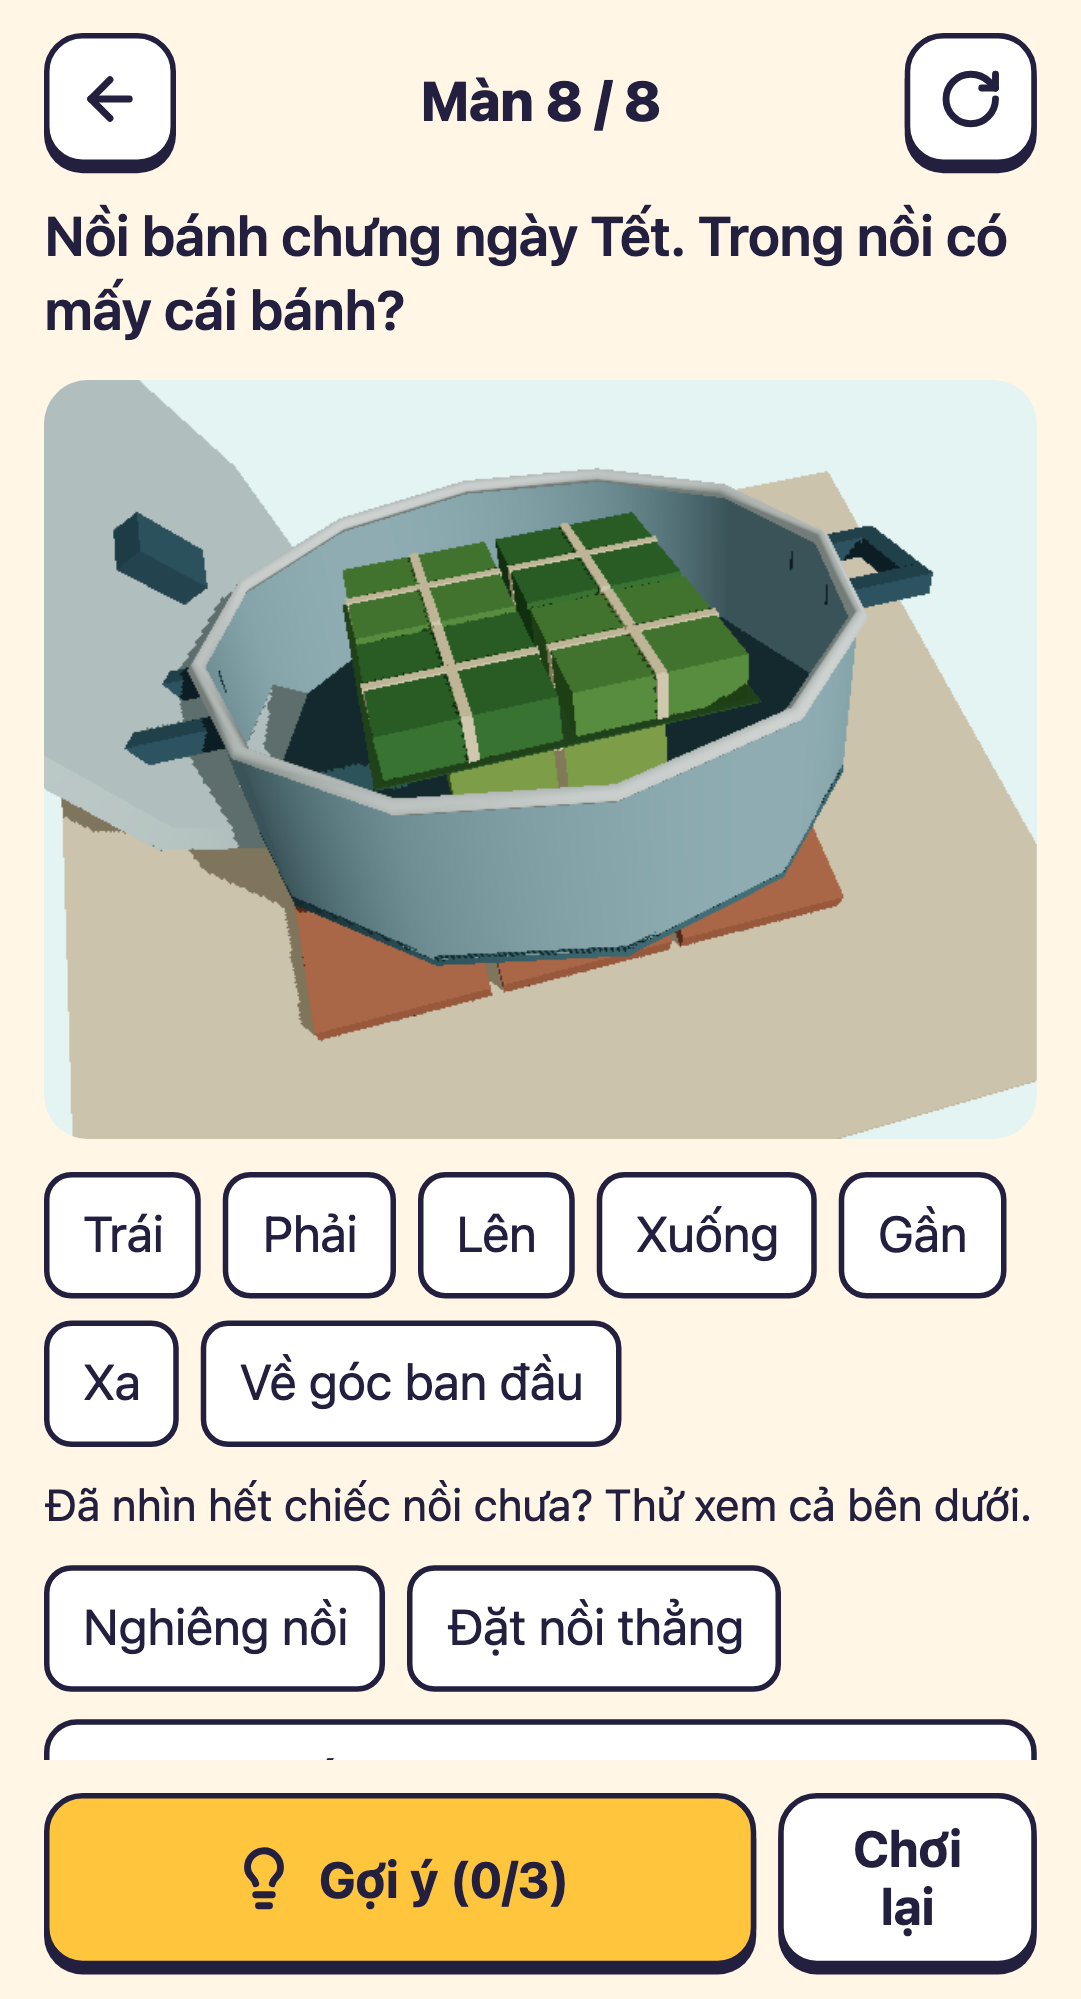 Màn 8 / 8
Nồi bánh chưng ngày Tết. Trong nồi có
mấy cái bánh?
Trái
Phải
Lên
Xuống
Gần
Xa
Về góc ban đầu
Đã nhìn hết chiếc nồi chưa? Thử xem cả bên dưới.
Nghiêng nồi
Đặt nồi thẳng
Gợi ý (0/3)
Chơi
lại